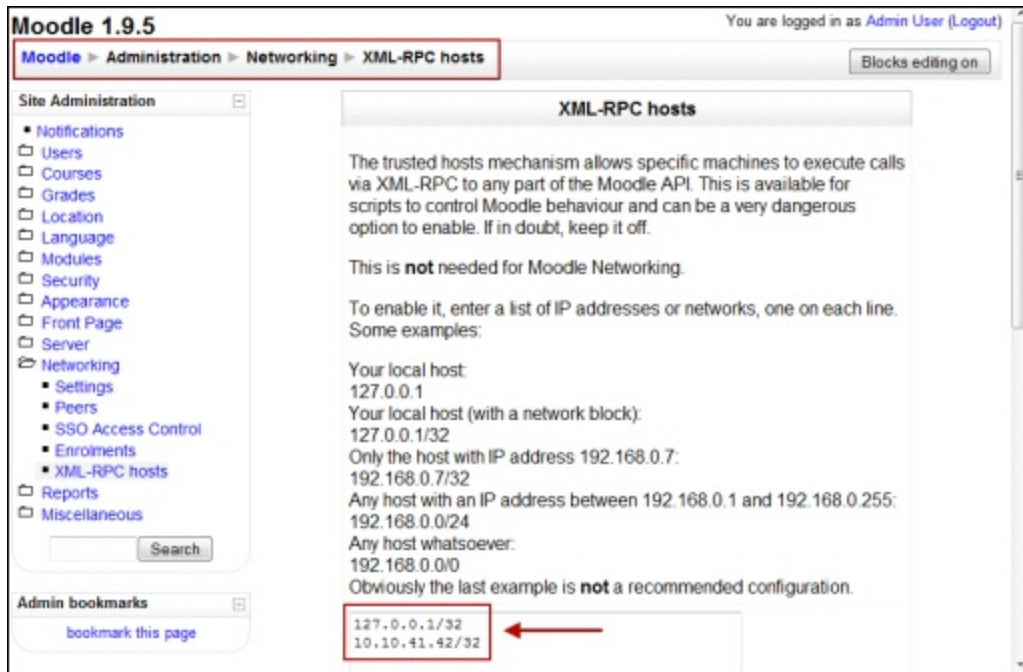 Moodle 1.9.5
You are logged in as Admin User (Logout)
Moodle ► Administration ► Networking ► XML-RPC hosts
Blocks editing on
Site Administration
Notifications
Users
Courses
Grades
Location
Language
Modules
Security
Appearance
Front Page
Server
Networking
Settings
Peers
SSO Access Control
Enrolments
XML-RPC hosts
Reports
Miscellaneous
Search
Admin bookmarks
bookmark this page
XML-RPC hosts
The trusted hosts mechanism allows specific machines to execute calls
via XML-RPC to any part of the Moodle API. This is available for
scripts to control Moodle behaviour and can be a very dangerous
option to enable. If in doubt, keep it off.
This is not needed for Moodle Networking.
To enable it, enter a list of IP addresses or networks, one on each line.
Some examples:
Your local host:
127.0.0.1
Your local host (with a network block):
127.0.0.1/32
Only the host with IP address 192.168.0.7:
192.168.0.7/32
Any host with an IP address between 192.168.0.1 and 192.168.0.255:
192.168.0.0/24
Any host whatsoever:
192.168.0.0/0
Obviously the last example is not a recommended configuration.
127.0.0.1/32
10.10.41.42/32